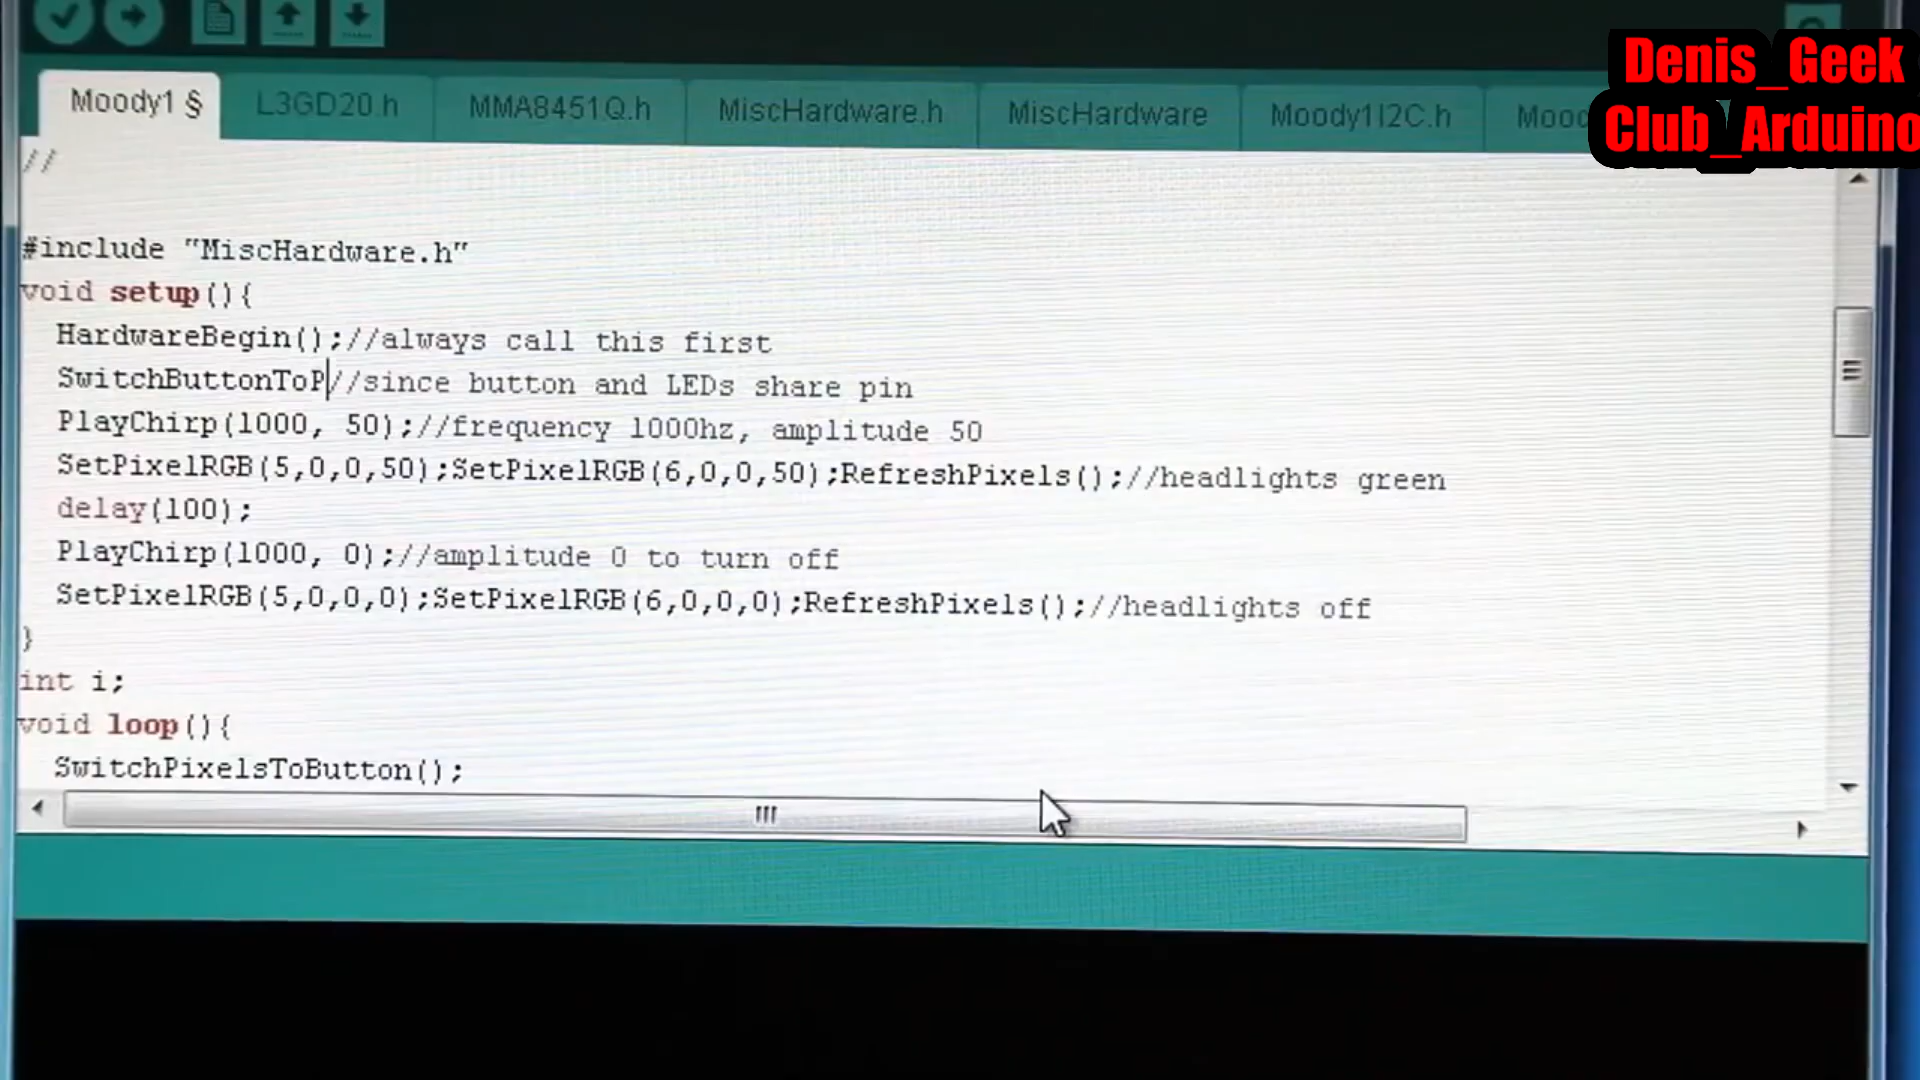 Denis_Geek
Club_Arduino
Moody1 §
L3GD20.h
MMA8451Q.h
MiscHardware.h
MiscHardware
Moody1I2C.h
//
#include "MiscHardware.h"
void setup(){
HardwareBegin();//always call this first
SwitchButtonToP//since button and LEDs share pin
PlayChirp(1000, 50);//frequency 1000hz, amplitude 50
SetPixelRGB(5,0,0,50);SetPixelRGB(6,0,0,50);RefreshPixels();//headlights green
delay(100);
PlayChirp(1000, 0);//amplitude 0 to turn off
SetPixelRGB(5,0,0,0);SetPixelRGB(6,0,0,0);RefreshPixels();//headlights off
}
int i;
void loop(){
SwitchPixelsToButton();